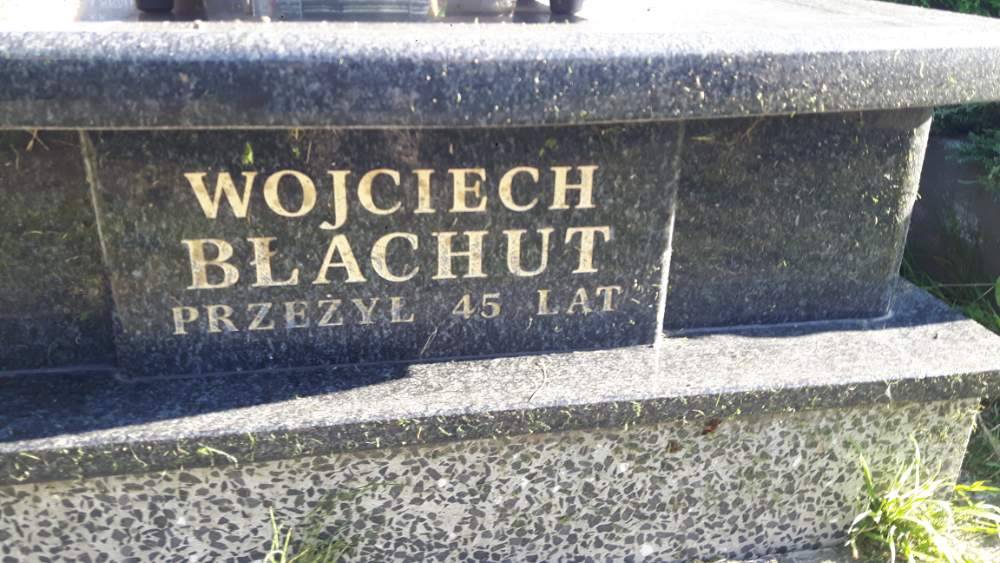 WOJCIECH
BŁACHUT
PRZEŻYŁ 45 LAT